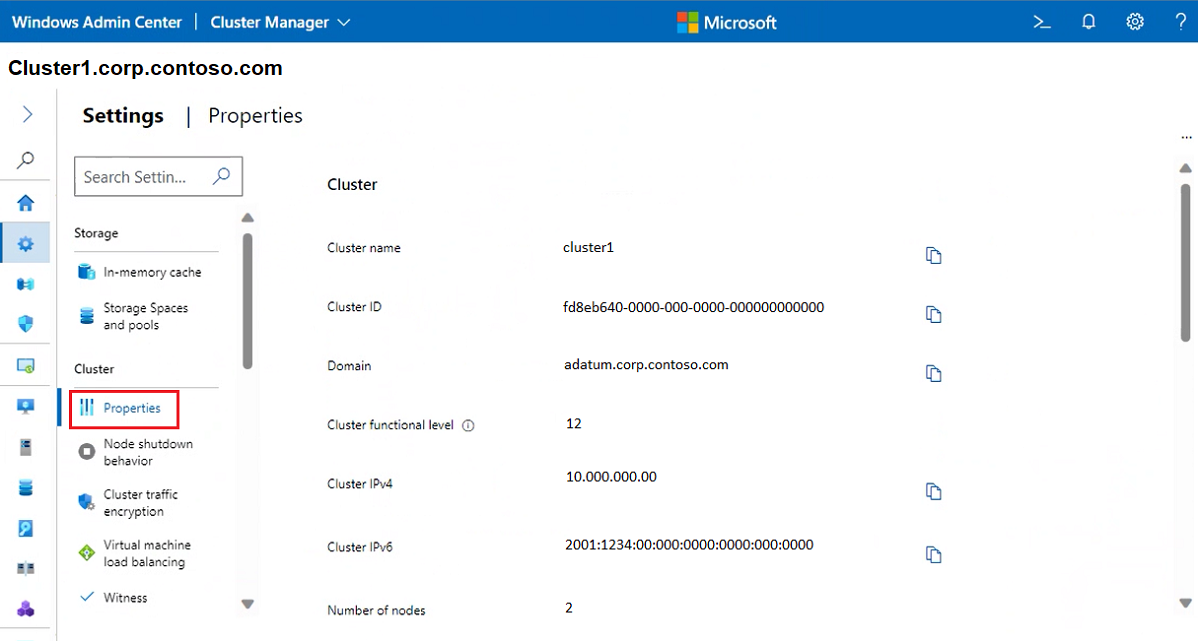 Windows Admin Center | Cluster Manager Microsoft >_ ?
Cluster1.corp.contoso.com
Settings | Properties
...
Search Settin...
Storage
In-memory cache
Storage Spaces
and pools
Cluster
Properties
Node shutdown
behavior
Cluster traffic
encryption
Virtual machine
load balancing
Witness
Cluster
Cluster name cluster1
Cluster ID fd8eb640-0000-000-0000-000000000000
Domain adatum.corp.contoso.com
Cluster functional level 12
Cluster IPv4 10.000.000.00
Cluster IPv6 2001:1234:00:000:0000:0000:000:0000
Number of nodes 2